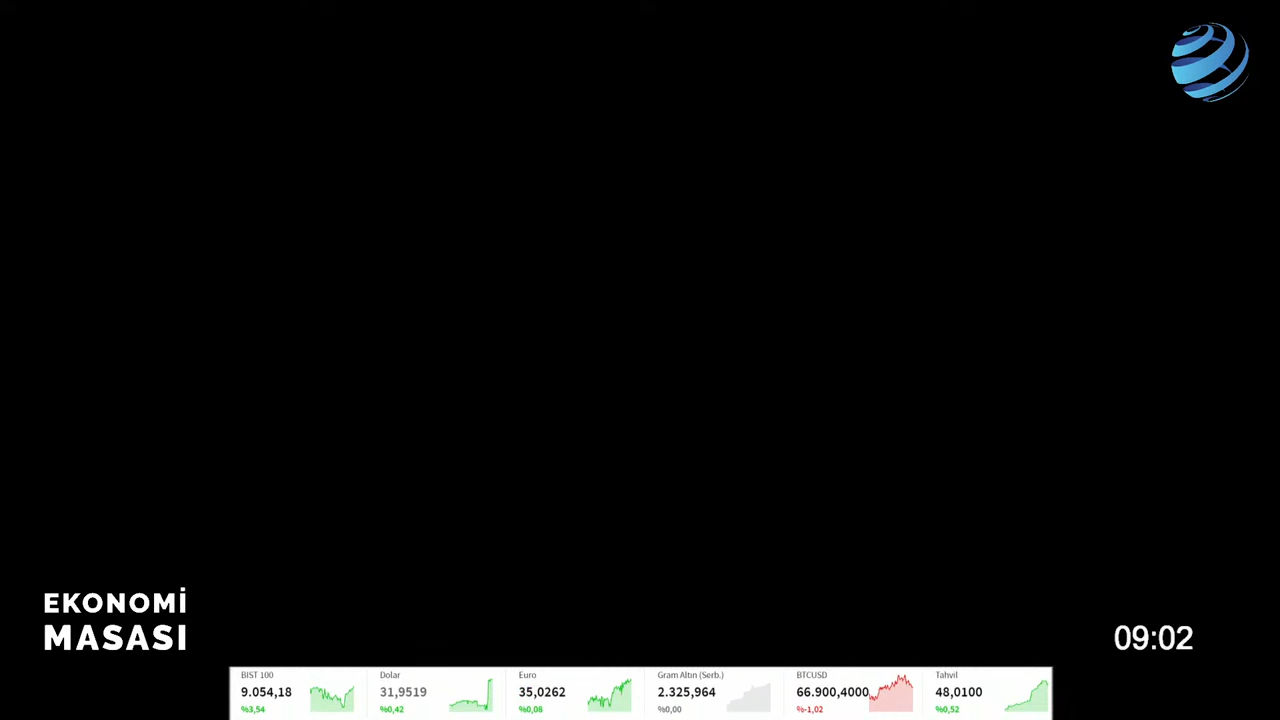 EKONOMİ
MASASI
09:02
BIST 100
9.054,18
%3,54
Dolar
31,9519
%0,42
Euro
35,0262
%0,08
Gram Altın (Serb.)
2.325,964
%0,00
BTCUSD
66.900,4000
%-1,02
Tahvil
48,0100
%0,52